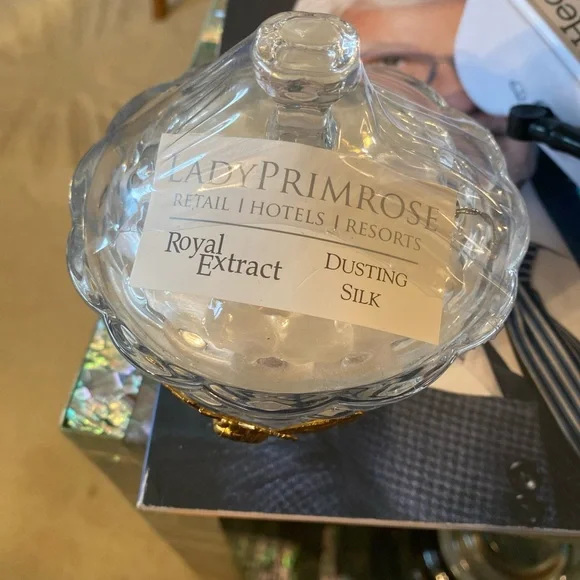 LADYPRIMROSE
RETAIL | HOTELS | RESORTS
Royal
Extract
DUSTING
SILK